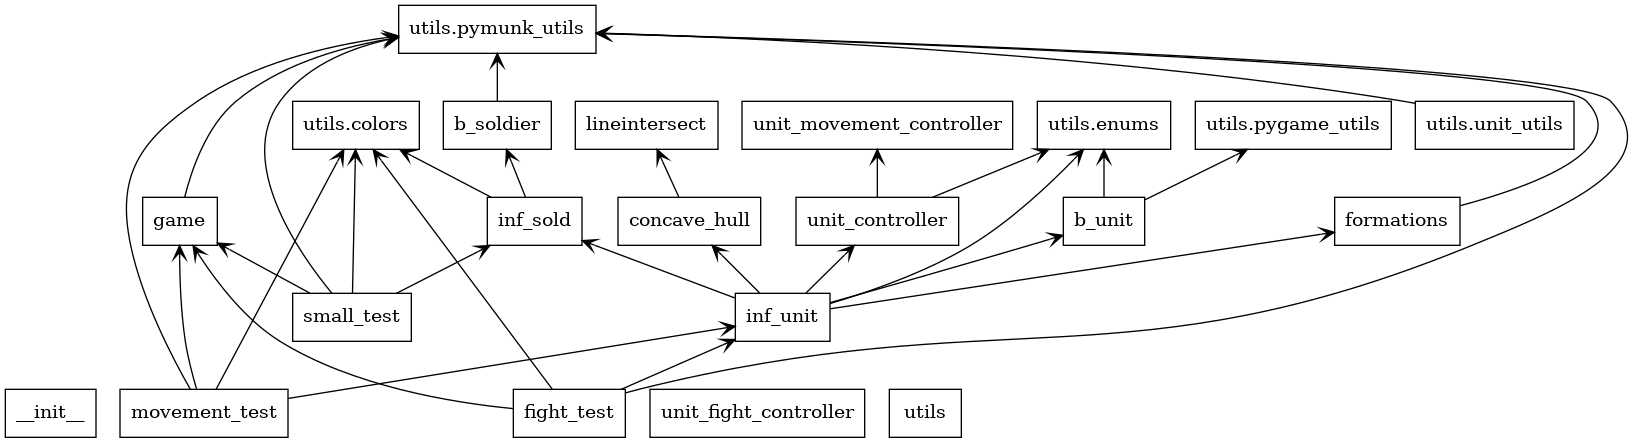 utils.pymunk_utils
utils.colors
b_soldier
lineintersect
unit_movement_controller
utils.enums
utils.pygame_utils
utils.unit_utils
game
inf_sold
concave_hull
unit_controller
b_unit
formations
small_test
inf_unit
__init__
movement_test
fight_test
unit_fight_controller
utils